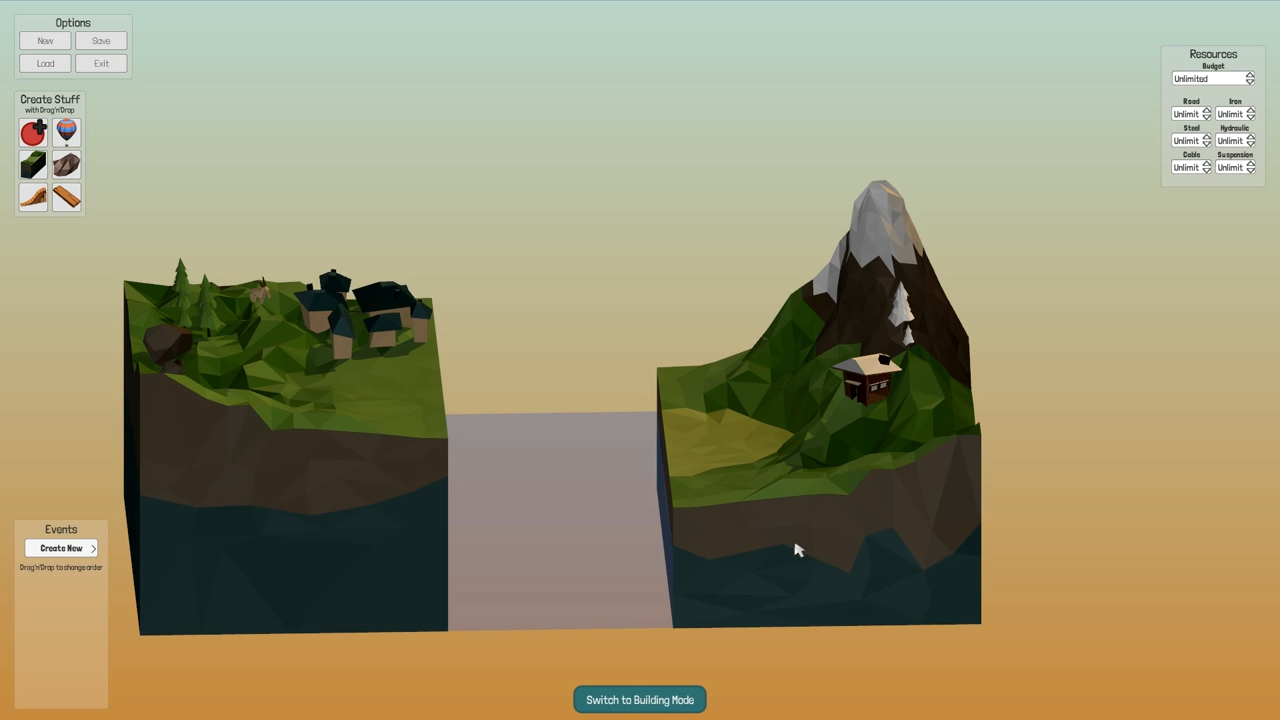 Options
New
Save
Load
Exit
Create Stuff
with Drag'n'Drop
Resources
Budget
Unlimited
Road
Iron
Unlimit
Unlimit
Steel
Hydraulic
Unlimit
Unlimit
Cable
Suspension
Unlimit
Unlimit
Events
Create New
Drag'n'Drop to change order
Switch to Building Mode